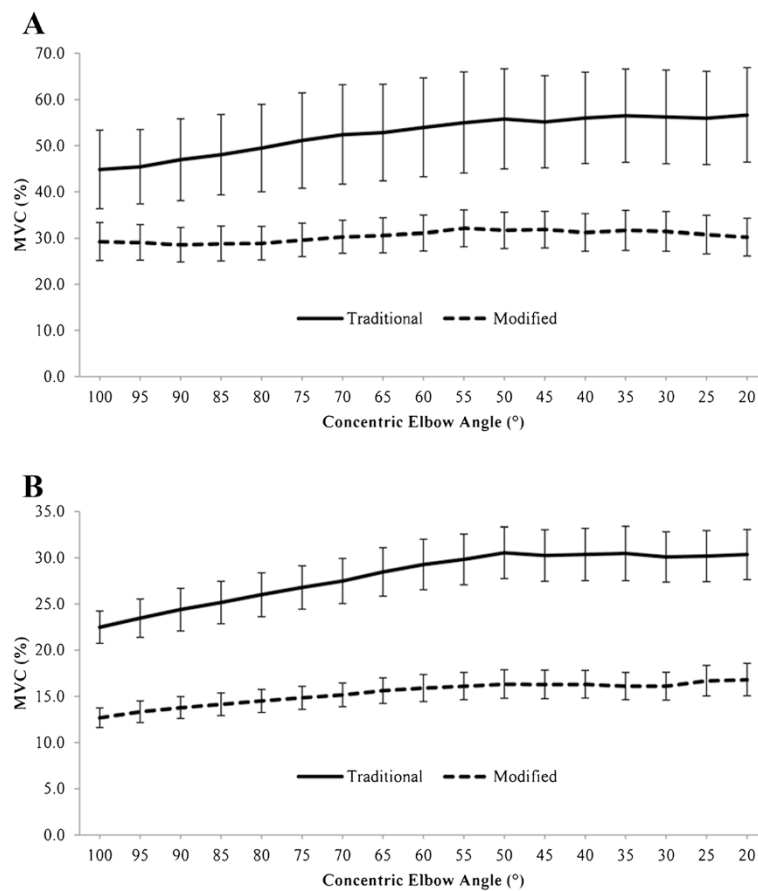 A
70.0
60.0
50.0
40.0
30.0
20.0
10.0
0.0
MVC (%)
Traditional Modified
100 95 90 85 80 75 70 65 60 55 50 45 40 35 30 25 20
Concentric Elbow Angle (°)
B
35.0
30.0
25.0
20.0
15.0
10.0
5.0
0.0
MVC (%)
Traditional Modified
100 95 90 85 80 75 70 65 60 55 50 45 40 35 30 25 20
Concentric Elbow Angle (°)